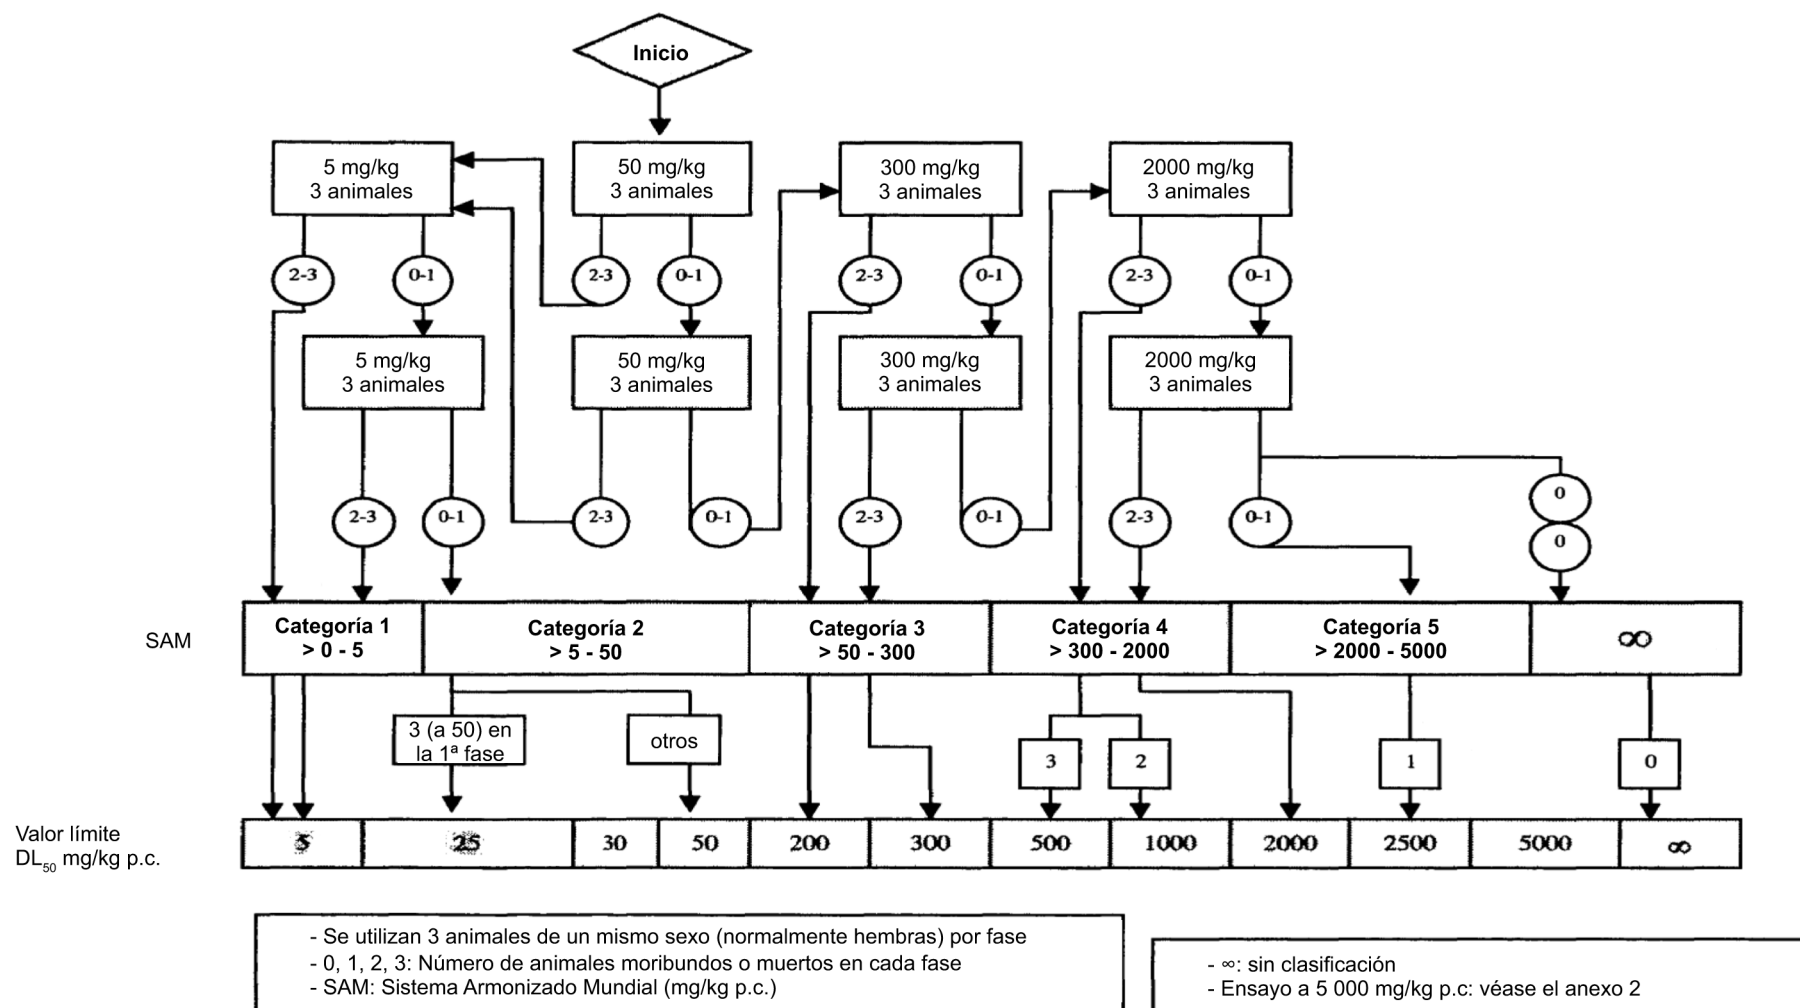 Inicio
5 mg/kg
3 animales
50 mg/kg
3 animales
300 mg/kg
3 animales
2000 mg/kg
3 animales
2-3
0-1
2-3
0-1
2-3
0-1
2-3
0-1
5 mg/kg
3 animales
50 mg/kg
3 animales
300 mg/kg
3 animales
2000 mg/kg
3 animales
2-3
0-1
2-3
0-1
2-3
0-1
2-3
0-1
0
0
SAM
Categoría 1
> 0 - 5
Categoría 2
> 5 - 50
Categoría 3
> 50 - 300
Categoría 4
> 300 - 2000
Categoría 5
> 2000 - 5000
∞
3 (a 50) en
la 1ª fase
otros
3
2
1
0
Valor límite
DL50 mg/kg p.c.
5
25
30
50
200
300
500
1000
2000
2500
5000
∞
- Se utilizan 3 animales de un mismo sexo (normalmente hembras) por fase
- 0, 1, 2, 3: Número de animales moribundos o muertos en cada fase
- SAM: Sistema Armonizado Mundial (mg/kg p.c.)
- ∞: sin clasificación
- Ensayo a 5 000 mg/kg p.c: véase el anexo 2